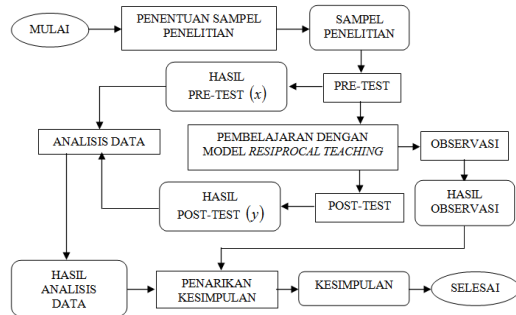 MULAI
PENENTUAN SAMPEL
PENELITIAN
SAMPEL
PENELITIAN
HASIL
PRE-TEST (x)
PRE-TEST
ANALISIS DATA
PEMBELAJARAN DENGAN
MODEL RESIPROCAL TEACHING
OBSERVASI
HASIL
POST-TEST (y)
POST-TEST
HASIL
OBSERVASI
HASIL
ANALISIS
DATA
PENARIKAN
KESIMPULAN
KESIMPULAN
SELESAI